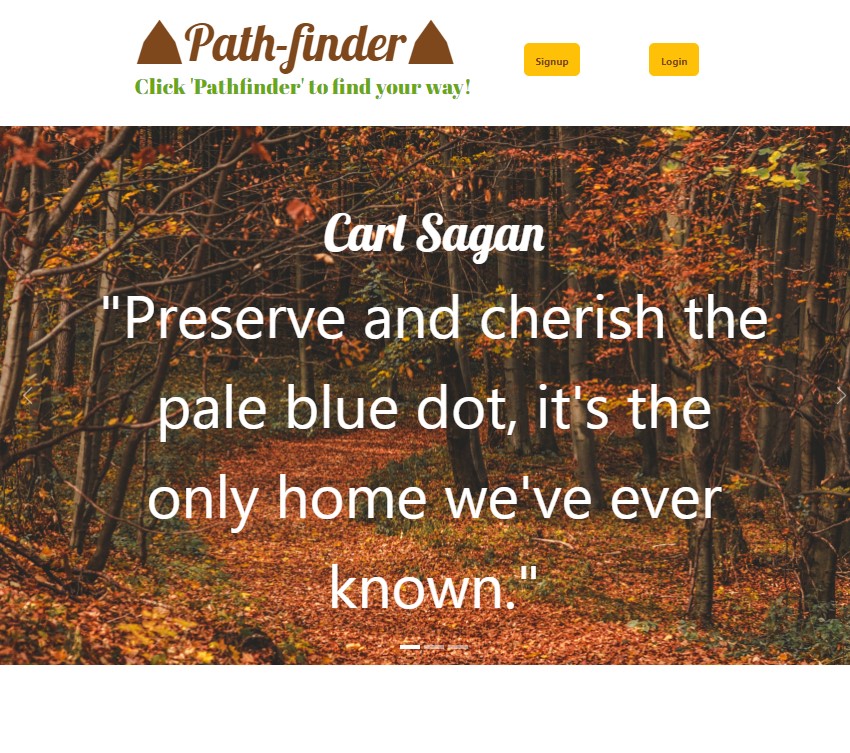 Path-finder
Click 'Pathfinder' to find your way!
Signup
Login
Carl Sagan
"Preserve and cherish the
pale blue dot, it's the
only home we've ever
known."